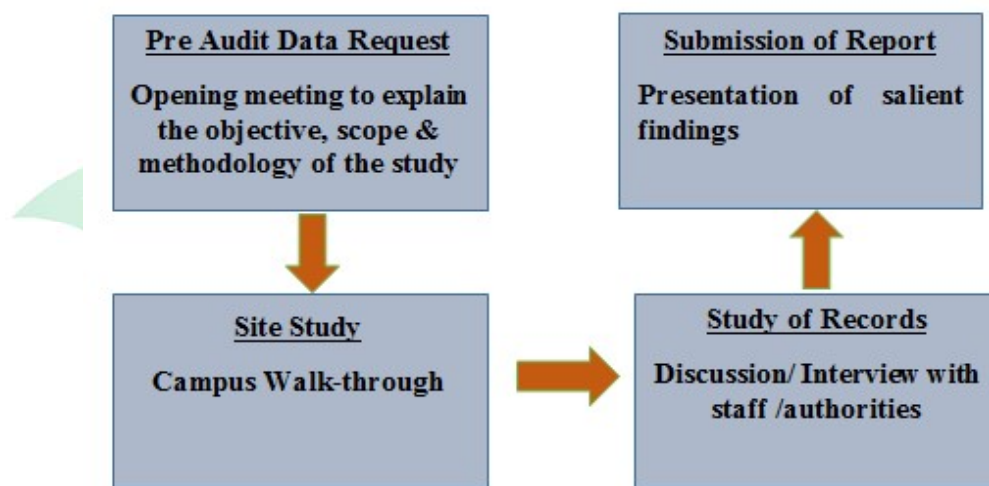 Pre Audit Data Request
Opening meeting to explain
the objective, scope &
methodology of the study
Site Study
Campus Walk-through
Study of Records
Discussion/ Interview with
staff /authorities
Submission of Report
Presentation of salient
findings